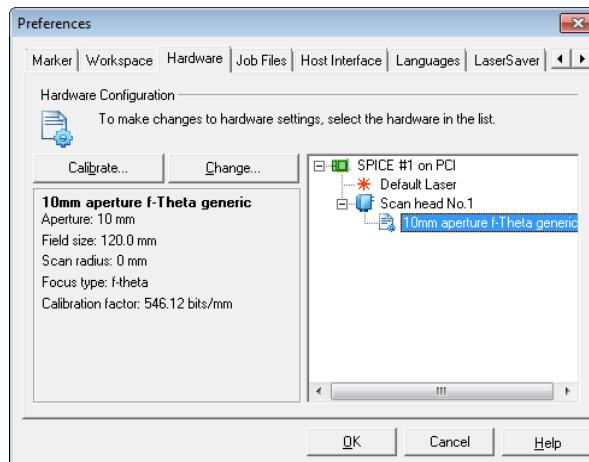 Preferences
Marker
Workspace
Hardware
Job Files
Host Interface
Languages
LaserSaver
Hardware Configuration
To make changes to hardware settings, select the hardware in the list.
Calibrate...
Change...
10mm aperture f-Theta generic
Aperture: 10 mm
Field size: 120.0 mm
Scan radius: 0 mm
Focus type: f-theta
Calibration factor: 546.12 bits/mm
SPICE #1 on PCI
Default Laser
Scan head No.1
10mm aperture f-Theta generic
OK
Cancel
Help